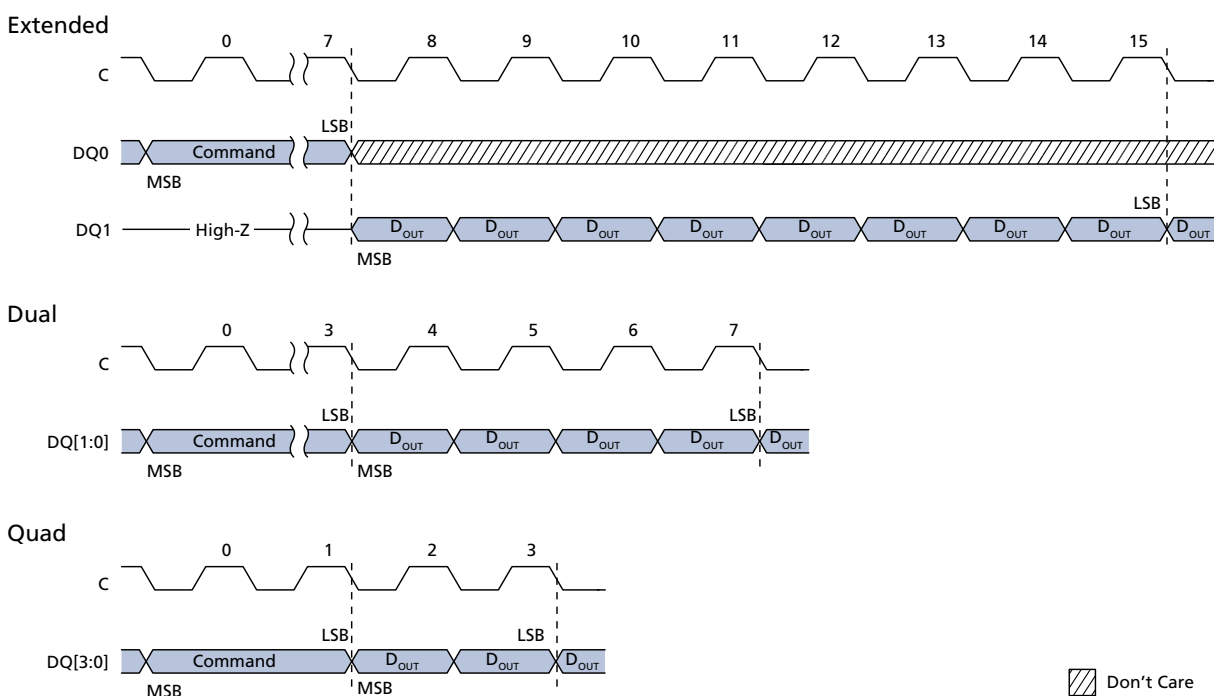 Extended
0 7 8 9 10 11 12 13 14 15
C
LSB
DQ0 Command
MSB
LSB
DQ1 High-Z DOUT DOUT DOUT DOUT DOUT DOUT DOUT DOUT DOUT
MSB
Dual
0 3 4 5 6 7
C
LSB LSB
DQ[1:0] Command DOUT DOUT DOUT DOUT DOUT
MSB MSB
Quad
0 1 2 3
C
LSB LSB
DQ[3:0] Command DOUT DOUT DOUT
MSB MSB
Don't Care